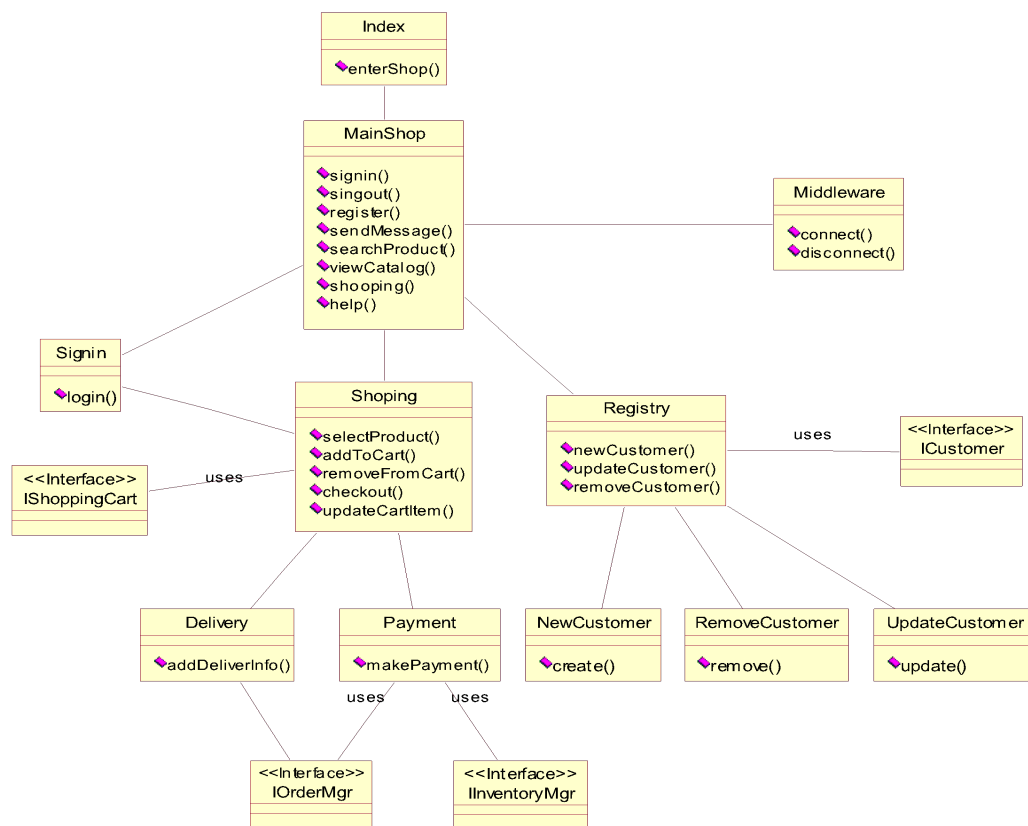 Index
enterShop()
MainShop
signin()
singout()
register()
sendMessage()
searchProduct()
viewCatalog()
shooping()
help()
Middleware
connect()
disconnect()
Signin
login()
Shoping
selectProduct()
addToCart()
removeFromCart()
checkout()
updateCartItem()
Registry
newCustomer()
updateCustomer()
removeCustomer()
uses
<<Interface>>
ICustomer
<<Interface>>
IShoppingCart
uses
Delivery
addDeliverInfo()
Payment
makePayment()
NewCustomer
create()
RemoveCustomer
remove()
UpdateCustomer
update()
uses
uses
<<Interface>>
IOrderMgr
<<Interface>>
IInventoryMgr